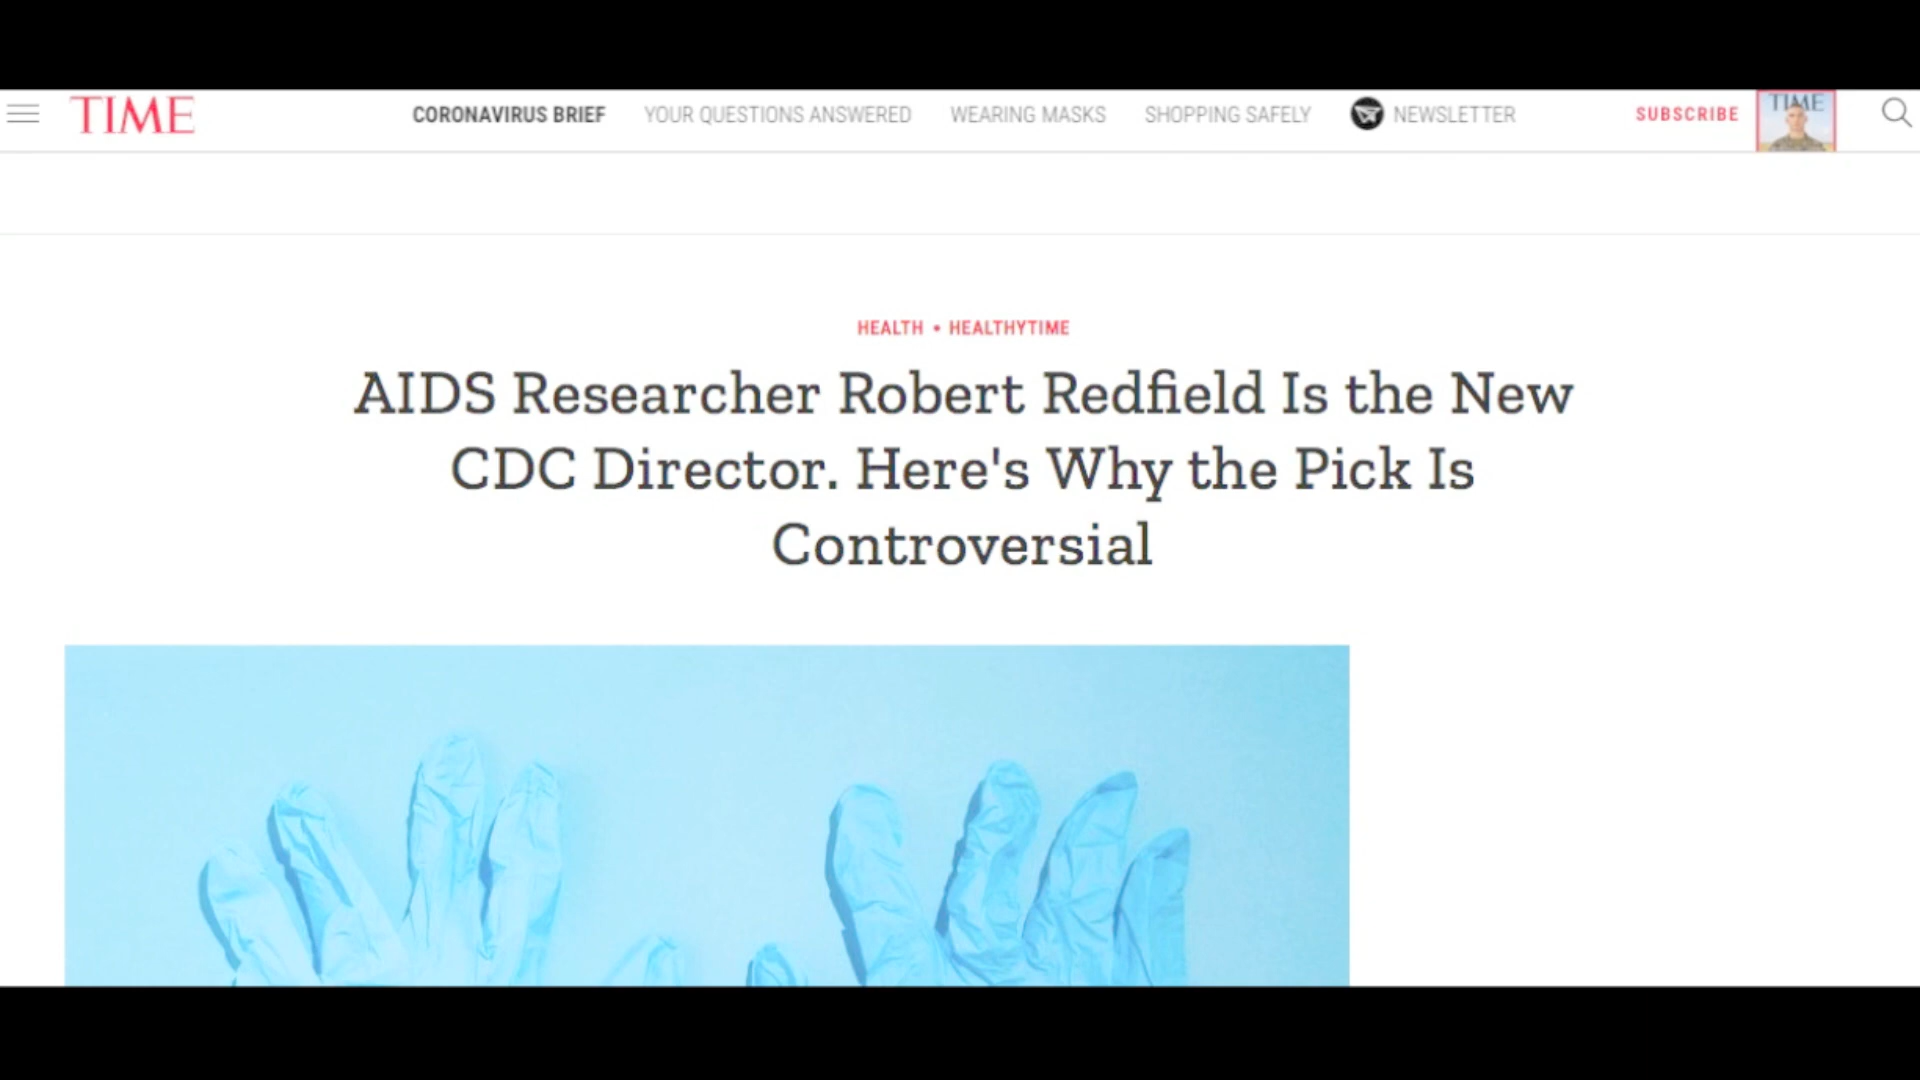 TIME
CORONAVIRUS BRIEF
YOUR QUESTIONS ANSWERED
WEARING MASKS
SHOPPING SAFELY
NEWSLETTER
SUBSCRIBE
TIME
HEALTH • HEALTHYTIME
AIDS Researcher Robert Redfield Is the New
CDC Director. Here's Why the Pick Is
Controversial